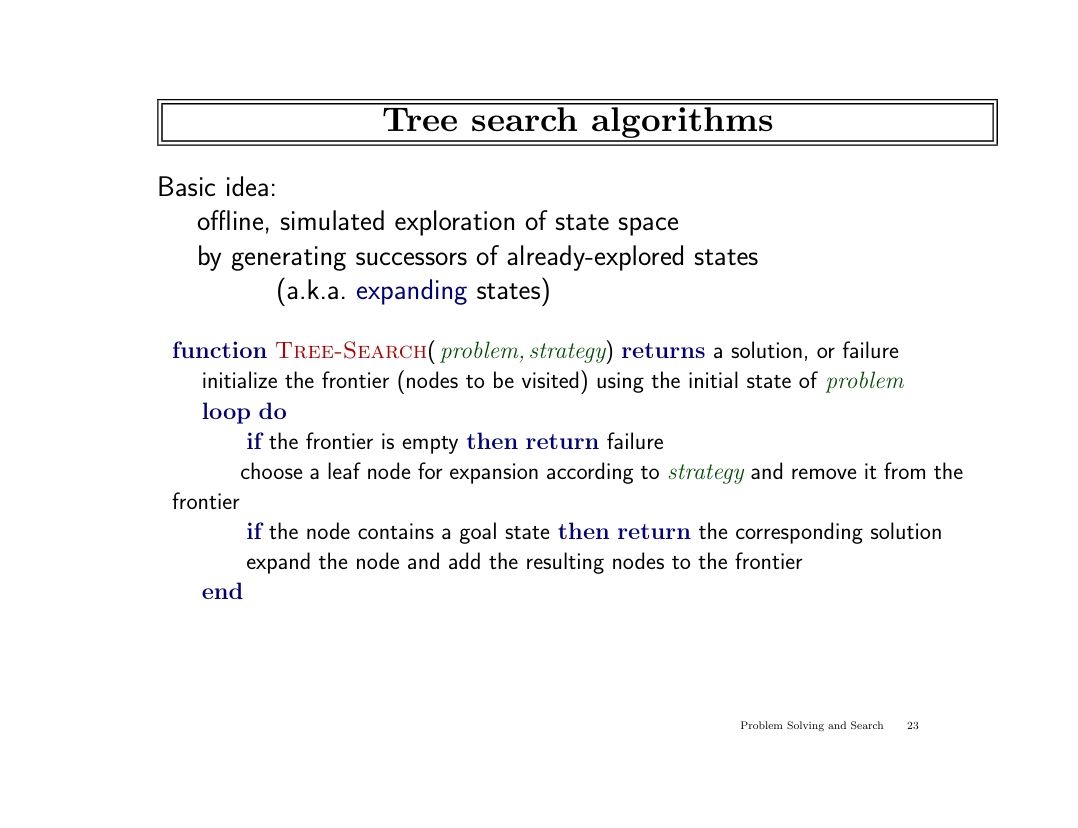 Tree search algorithms
Basic idea:
offline, simulated exploration of state space
by generating successors of already-explored states
(a.k.a. expanding states)
function TREE-SEARCH( problem, strategy) returns a solution, or failure
initialize the frontier (nodes to be visited) using the initial state of problem
loop do
if the frontier is empty then return failure
choose a leaf node for expansion according to strategy and remove it from the
frontier
if the node contains a goal state then return the corresponding solution
expand the node and add the resulting nodes to the frontier
end
Problem Solving and Search 23